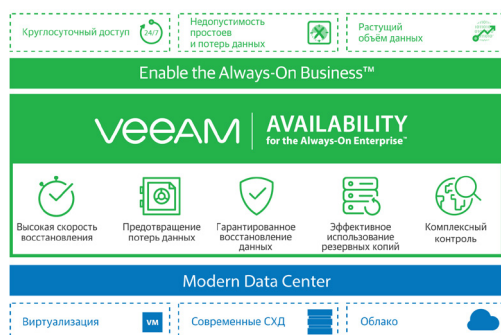 Круглосуточный доступ
24/7
Недопустимость
простоев
и потерь данных
Растущий
объём данных
Enable the Always-On Business™
VEEAM
AVAILABILITY
for the Always-On Enterprise™
Высокая скорость
восстановления
Предотвращение
потерь данных
Гарантированное
восстановление
данных
Эффективное
использование
резервных копий
Комплексный
контроль
Modern Data Center
Виртуализация
VM
Современные СХД
Облако